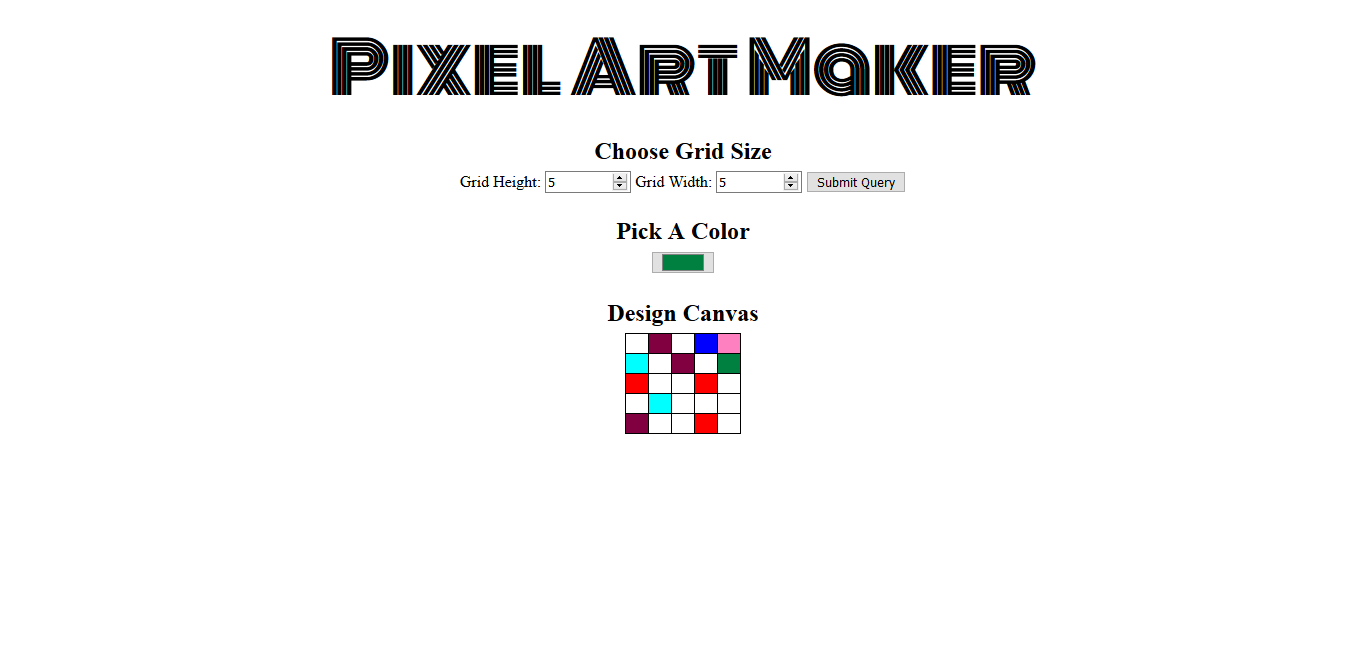 Pixel Art Maker
Choose Grid Size
Grid Height: 5 Grid Width: 5 Submit Query
Pick A Color
Design Canvas